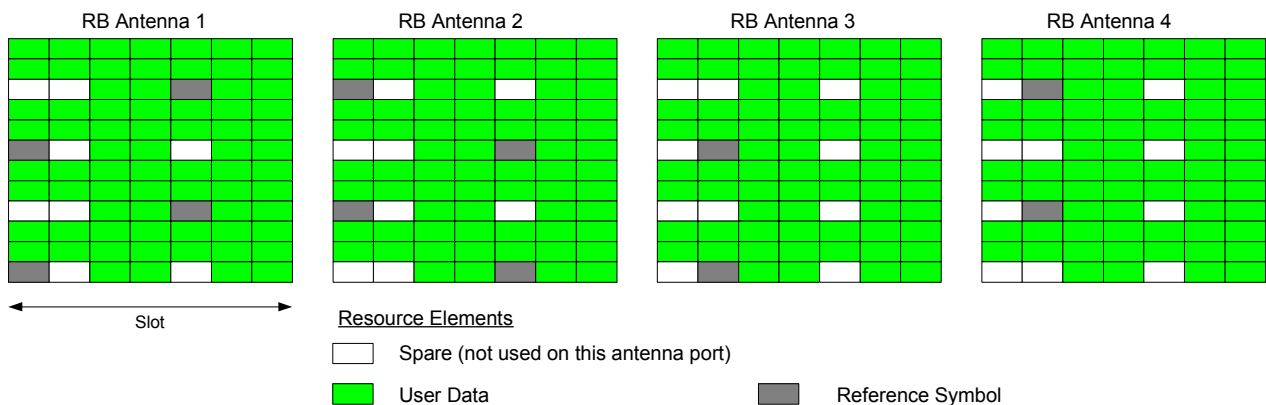 RB Antenna 1
RB Antenna 2
RB Antenna 3
RB Antenna 4
Slot
Resource Elements
Spare (not used on this antenna port)
User Data
Reference Symbol